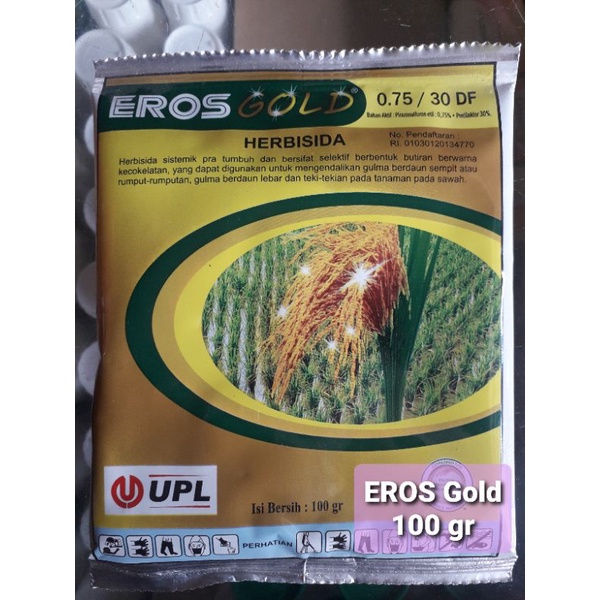 EROS GOLD® 0.75 / 30 DF
Bahan Aktif : Pirazosulfuron etil : 0,75% + Pretilaklor 30%
HERBISIDA
No. Pendaftaran :
RI. 01030120134770
Herbisida sistemik pra tumbuh dan bersifat selektif berbentuk butiran berwarna
kecokelatan, yang dapat digunakan untuk mengendalikan gulma berdaun sempit atau
rumput-rumputan, gulma berdaun lebar dan teki-tekian pada tanaman pada sawah.
UPL
Isi Bersih : 100 gr
EROS Gold
100 gr
PERHATIAN